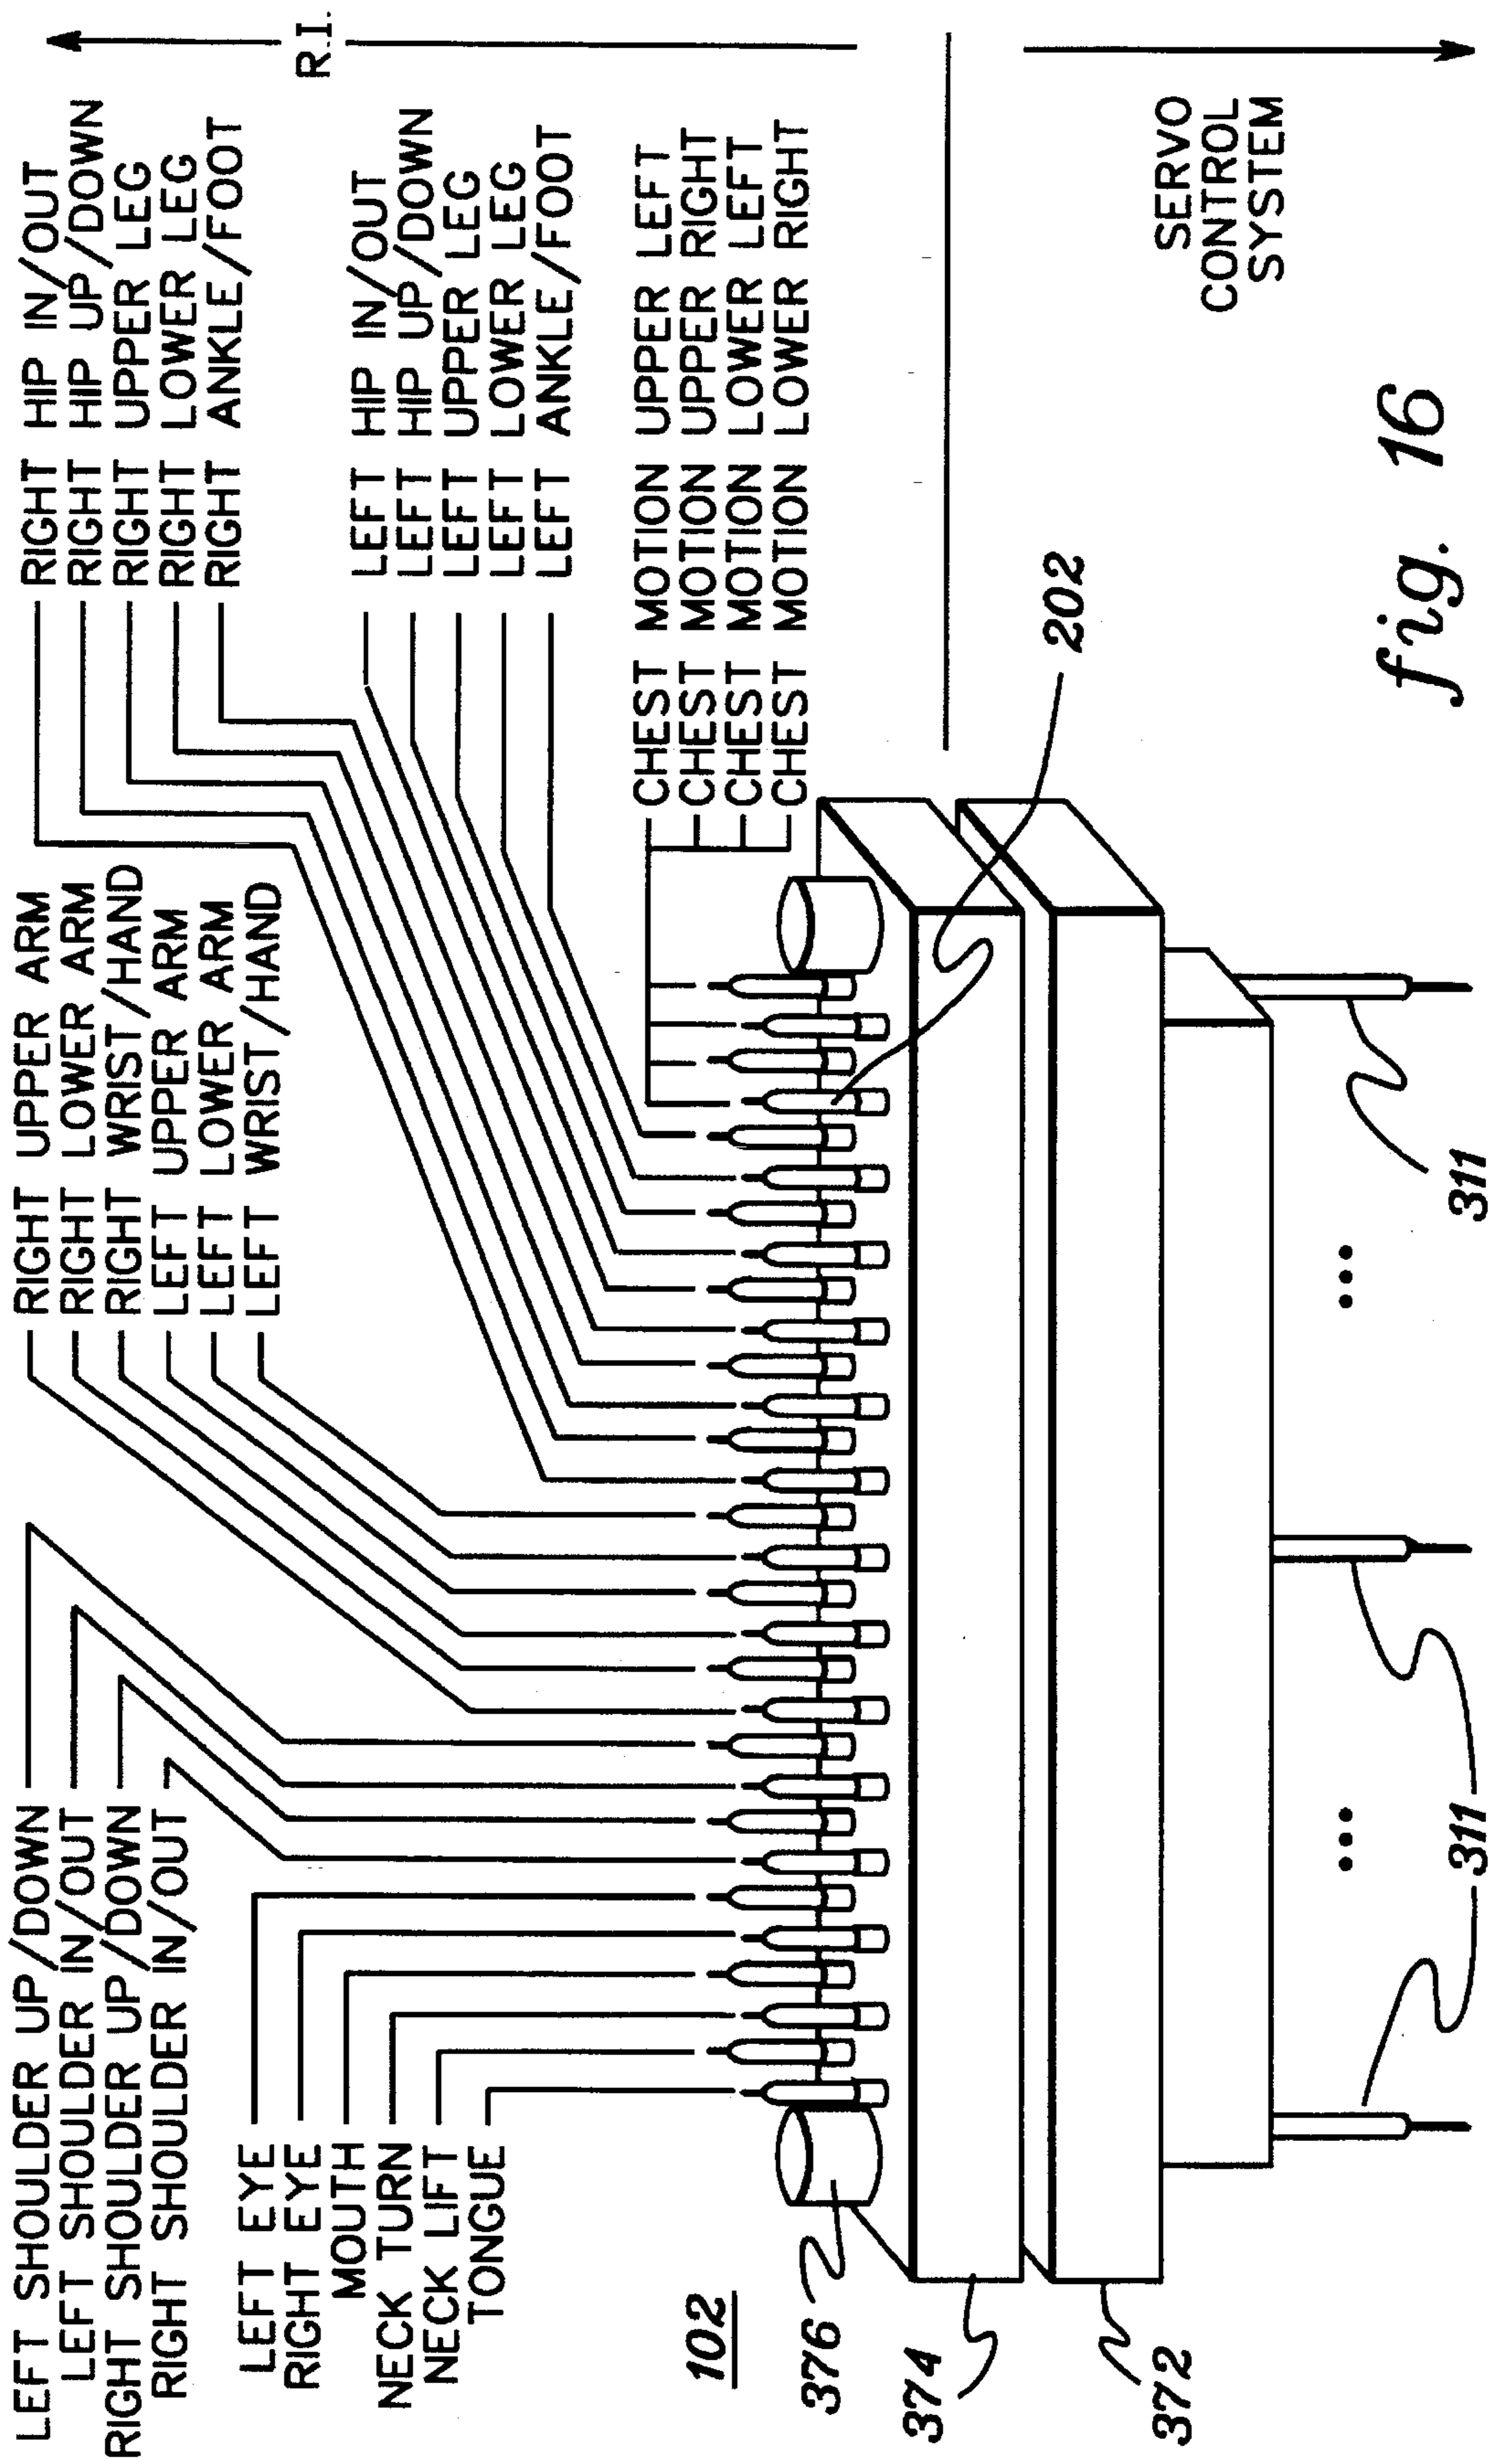 LEFT SHOULDER UP/DOWN
LEFT SHOULDER IN/OUT
RIGHT SHOULDER UP/DOWN
RIGHT SHOULDER IN/OUT
LEFT EYE
RIGHT EYE
MOUTH
NECK TURN
NECK LIFT
TONGUE
RIGHT UPPER ARM
RIGHT LOWER ARM
RIGHT WRIST/HAND
LEFT UPPER ARM
LEFT LOWER ARM
LEFT WRIST/HAND
RIGHT HIP IN/OUT
RIGHT HIP UP/DOWN
RIGHT UPPER LEG
RIGHT LOWER LEG
RIGHT ANKLE/FOOT
LEFT HIP IN/OUT
LEFT HIP UP/DOWN
LEFT UPPER LEG
LEFT LOWER LEG
LEFT ANKLE/FOOT
CHEST MOTION UPPER LEFT
CHEST MOTION UPPER RIGHT
CHEST MOTION LOWER LEFT
CHEST MOTION LOWER RIGHT
R.I.
102
376
374
372
202
SERVO
CONTROL
SYSTEM
311
311
fig. 16